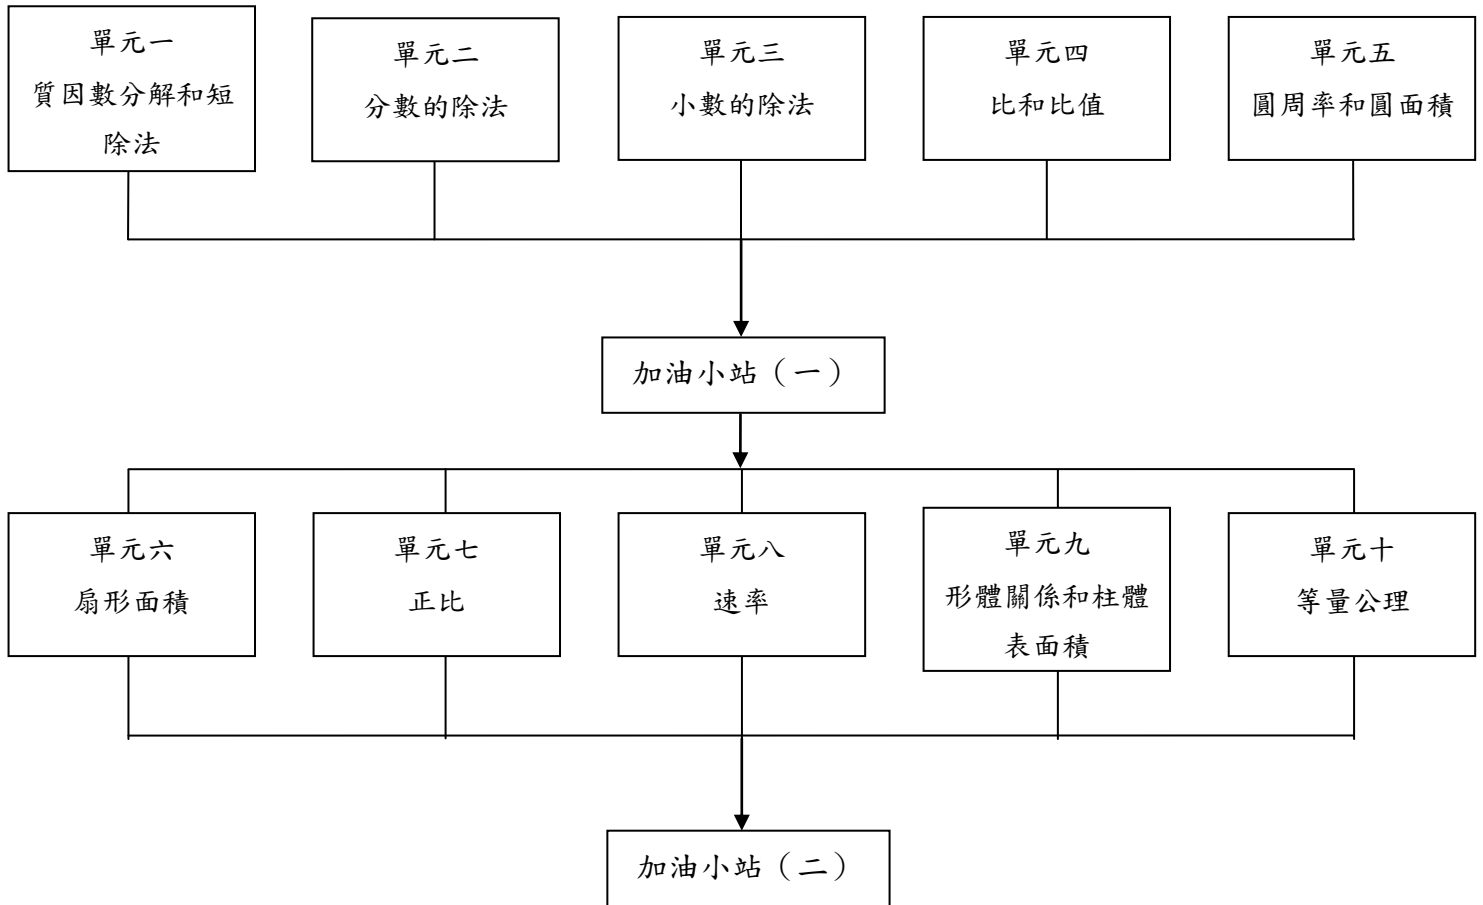 單元一
質因數分解和短
除法
單元二
分數的除法
單元三
小數的除法
單元四
比和比值
單元五
圓周率和圓面積
加油小站（一）
單元六
扇形面積
單元七
正比
單元八
速率
單元九
形體關係和柱體
表面積
單元十
等量公理
加油小站（二）